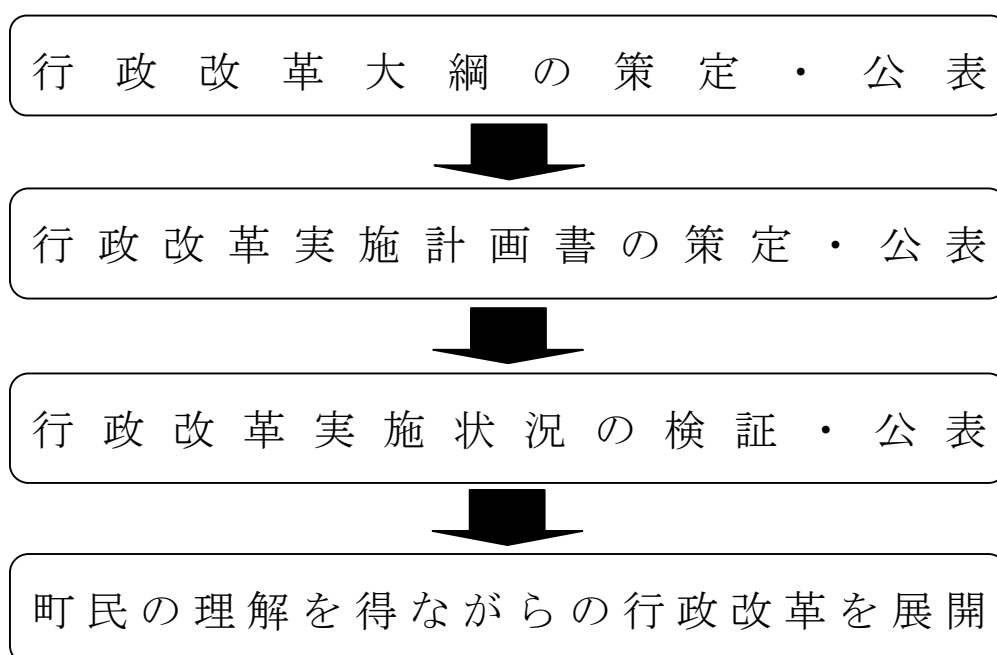 行政改革大綱の策定・公表
行政改革実施計画書の策定・公表
行政改革実施状況の検証・公表
町民の理解を得ながらの行政改革を展開